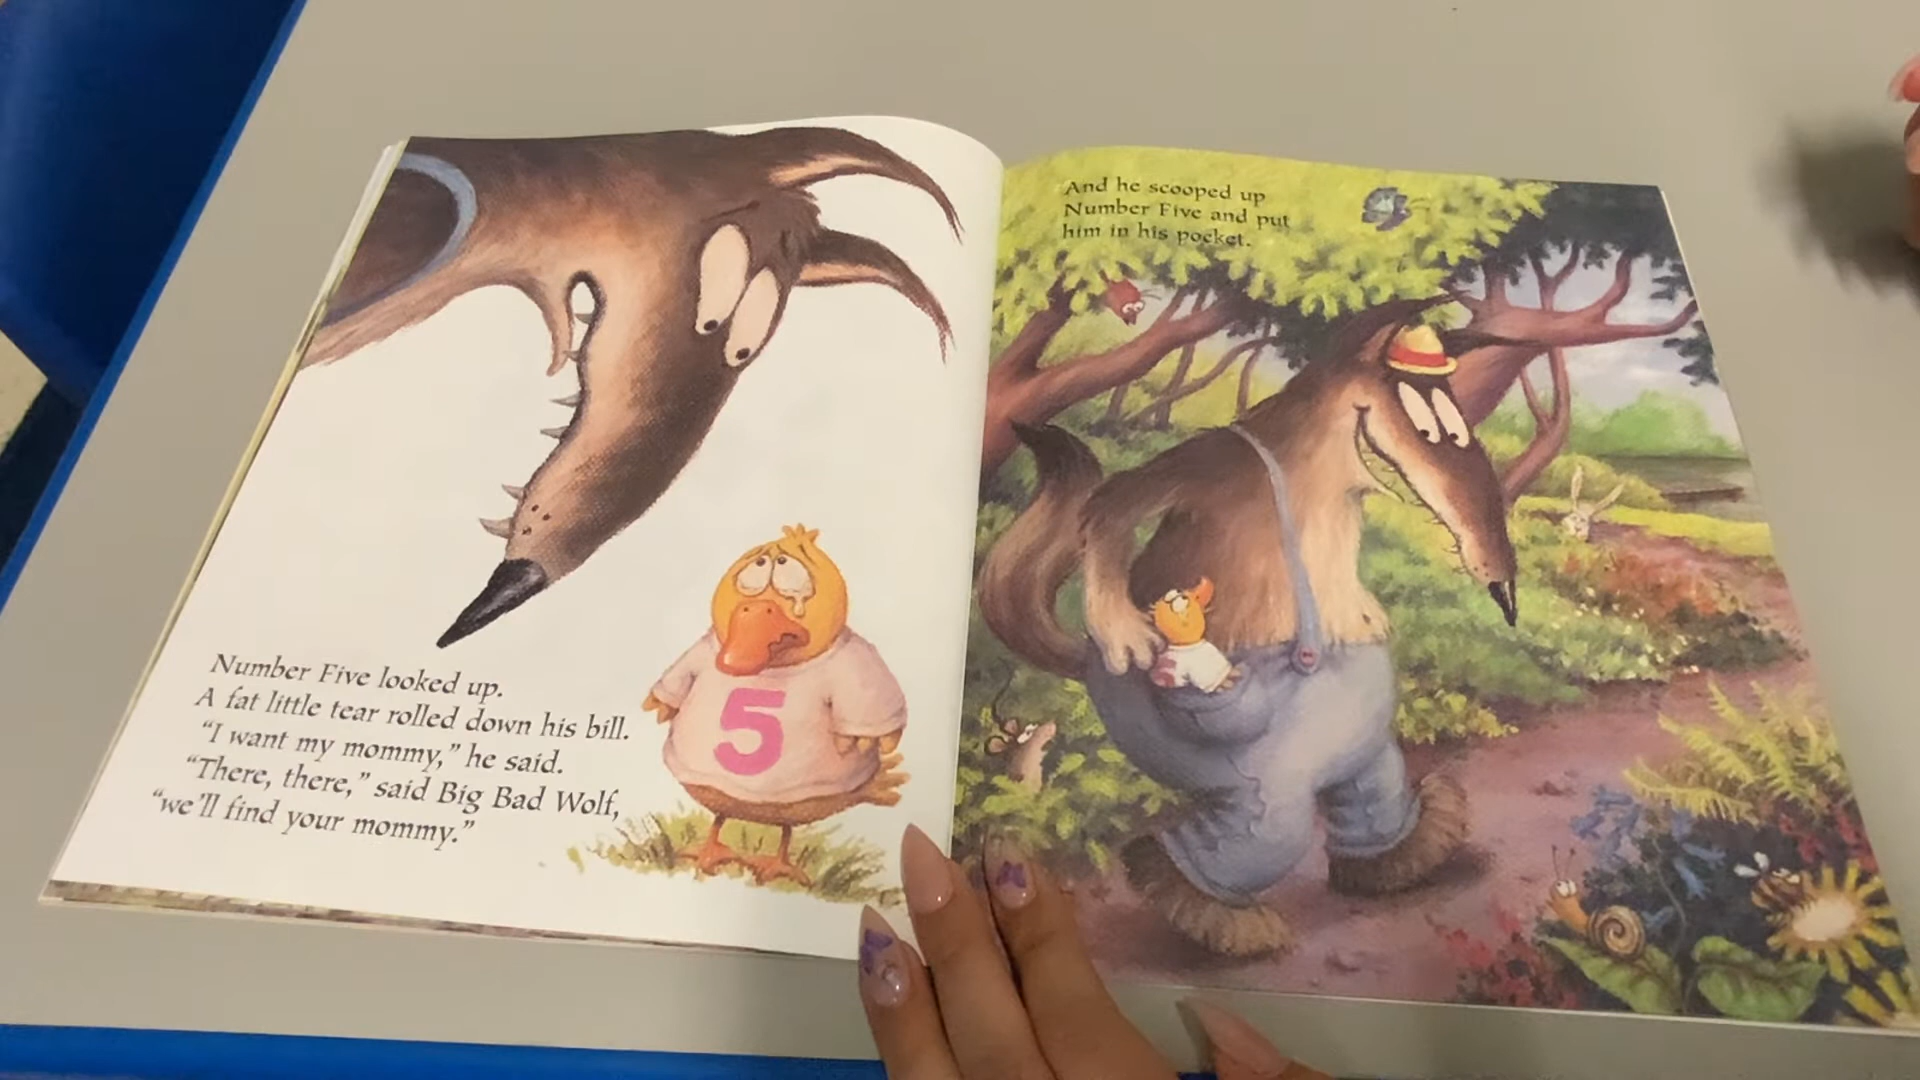 Number Five looked up.
A fat little tear rolled down his bill.
“I want my mommy,” he said.
“There, there,” said Big Bad Wolf,
“we’ll find your mommy.”
5
And he scooped up
Number Five and put
him in his pocket.